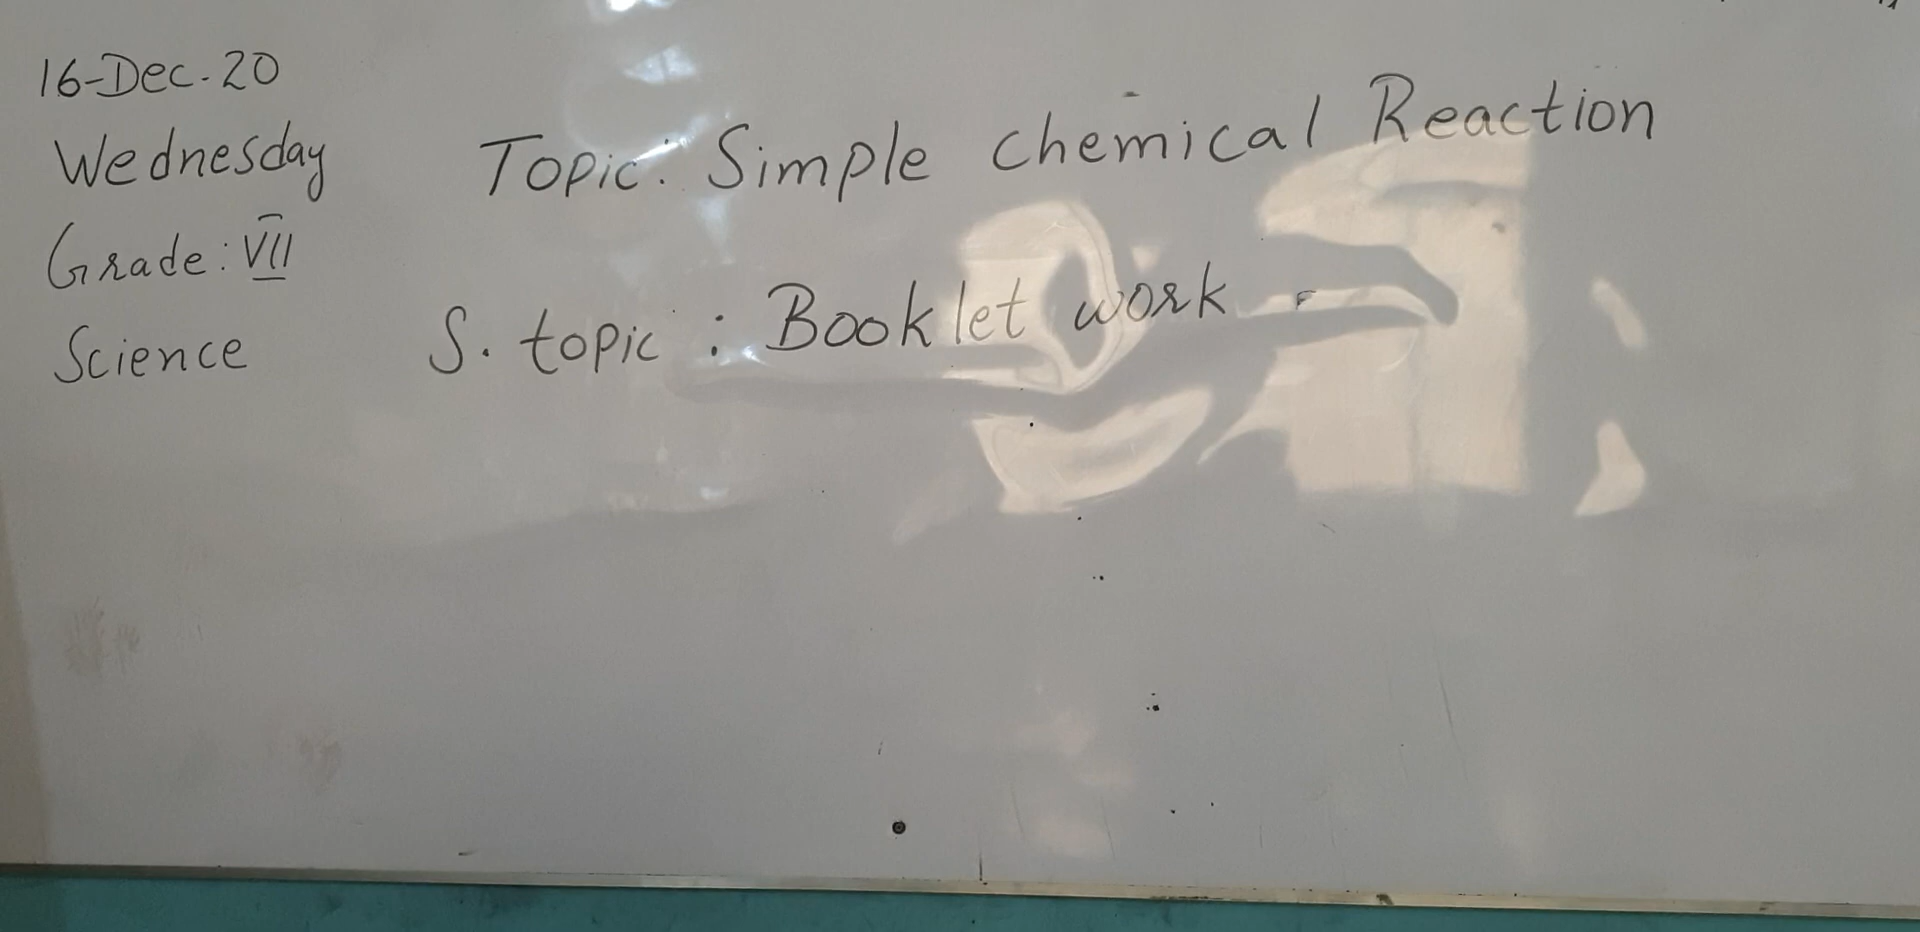 16-Dec-20
Wednesday
Grade: VII
Science
Topic: Simple chemical Reaction
S. topic : Booklet work